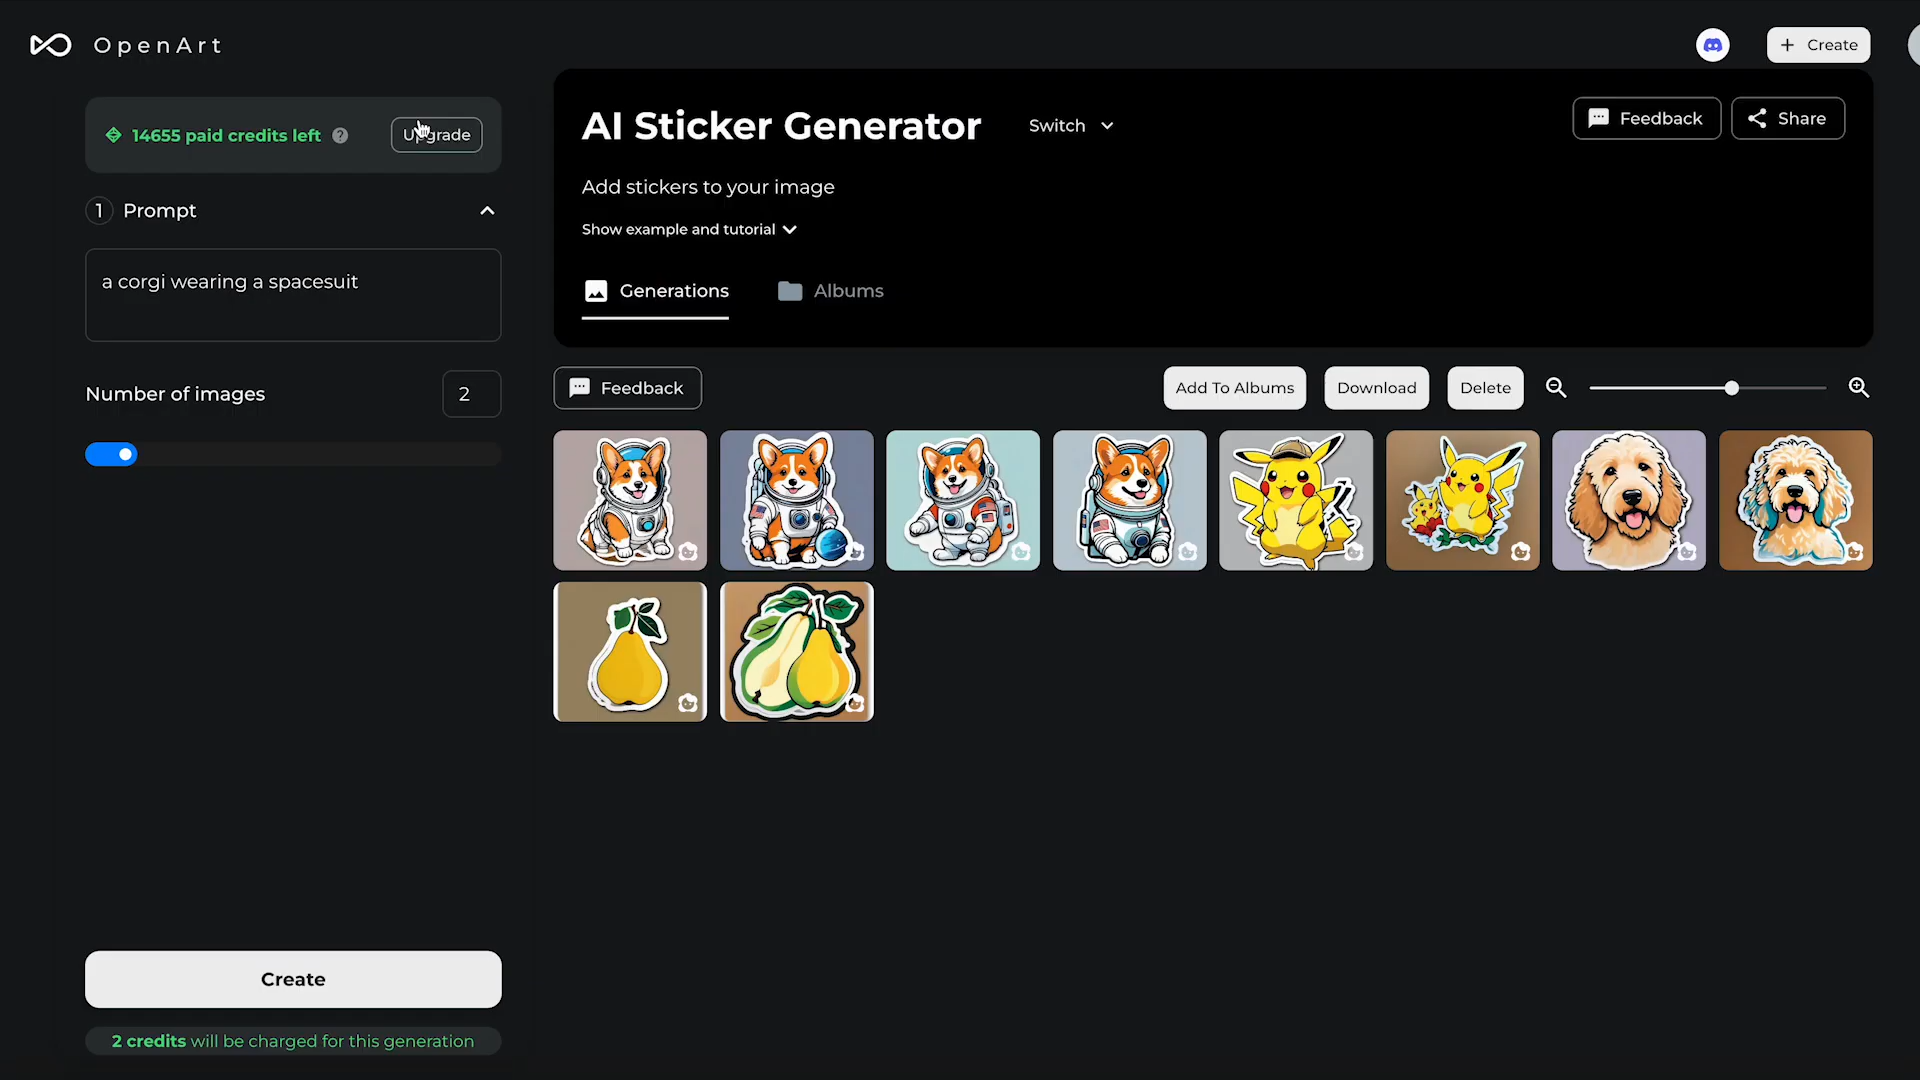 OpenArt
Create
14655 paid credits left
Upgrade
1 Prompt
a corgi wearing a spacesuit
Number of images
2
Create
2 credits will be charged for this generation
AI Sticker Generator
Switch
Feedback
Share
Add stickers to your image
Show example and tutorial
Generations
Albums
Feedback
Add To Albums
Download
Delete